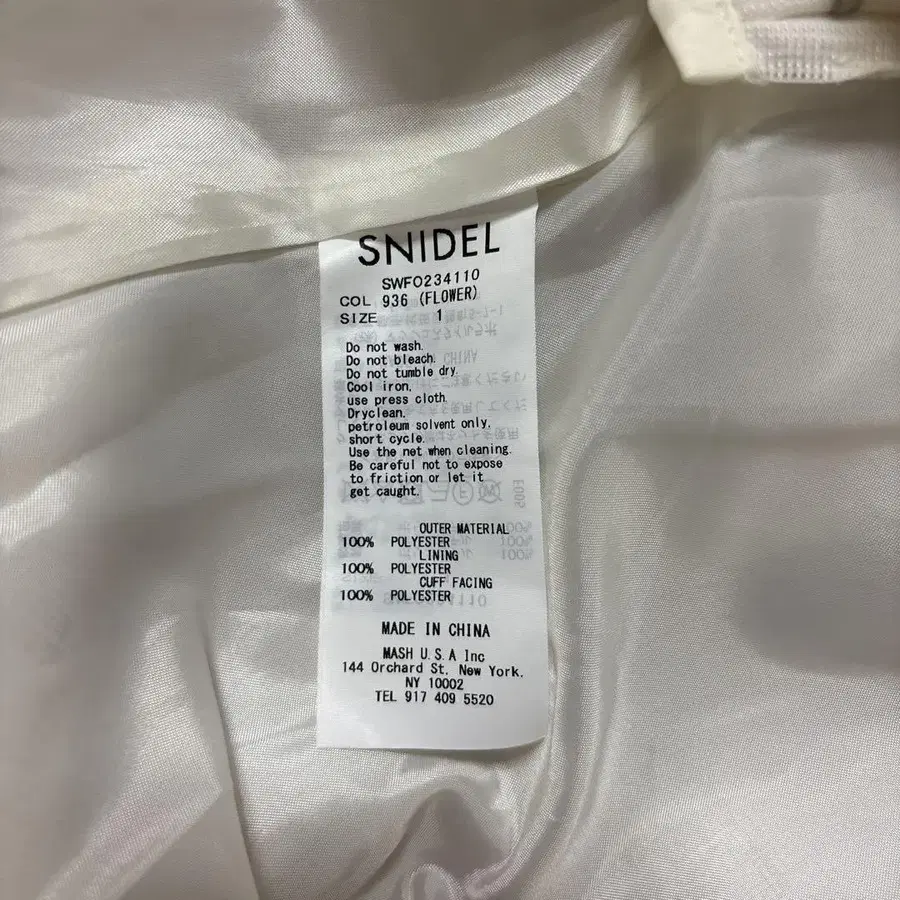 SNIDEL
SWFO234110
COL 936 (FLOWER)
SIZE 1
Do not wash.
Do not bleach.
Do not tumble dry.
Cool iron,
use press cloth.
Dryclean,
petroleum solvent only,
short cycle.
Use the net when cleaning.
Be careful not to expose
to friction or let it
get caught.
OUTER MATERIAL
100% POLYESTER
LINING
100% POLYESTER
CUFF FACING
100% POLYESTER
MADE IN CHINA
MASH U.S.A Inc
144 Orchard St, New York,
NY 10002
TEL 917 409 5520